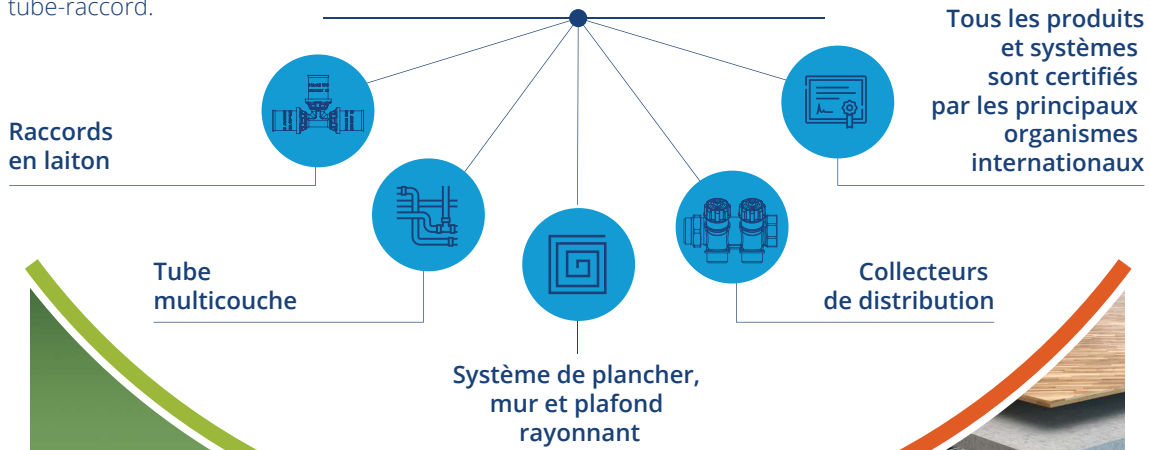 tube-raccord.
Raccords
en laiton
Tube
multicouche
Système de plancher,
mur et plafond
rayonnant
Collecteurs
de distribution
Tous les produits
et systèmes
sont certifiés
par les principaux
organismes
internationaux